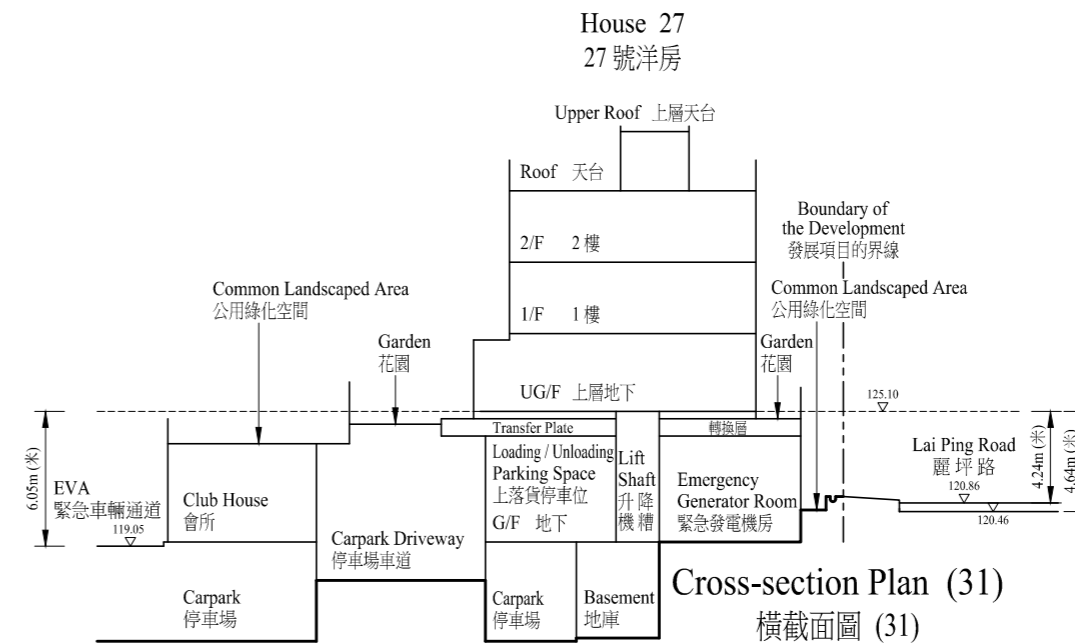 House 27
27 號洋房
Upper Roof 上層天台
Roof 天台
Boundary of
the Development
發展項目的界線
2/F 2 樓
Common Landscaped Area
公用綠化空間
Common Landscaped Area
公用綠化空間
1/F 1 樓
Garden
花園
Garden
花園
UG/F 上層地下
125.10
Transfer Plate
轉換層
6.05m (米)
EVA
緊急車輛通道
119.05
Club House
會所
Loading / Unloading
Parking Space
上落貨停車位
G/F 地下
Lift
Shaft
升降
機糟
Emergency
Generator Room
緊急發電機房
Lai Ping Road
麗坪路
120.86
120.46
4.24m (米)
4.64m (米)
Carpark Driveway
停車場車道
Carpark
停車場
Carpark
停車場
Basement
地庫
Cross-section Plan (31)
橫截面圖 (31)